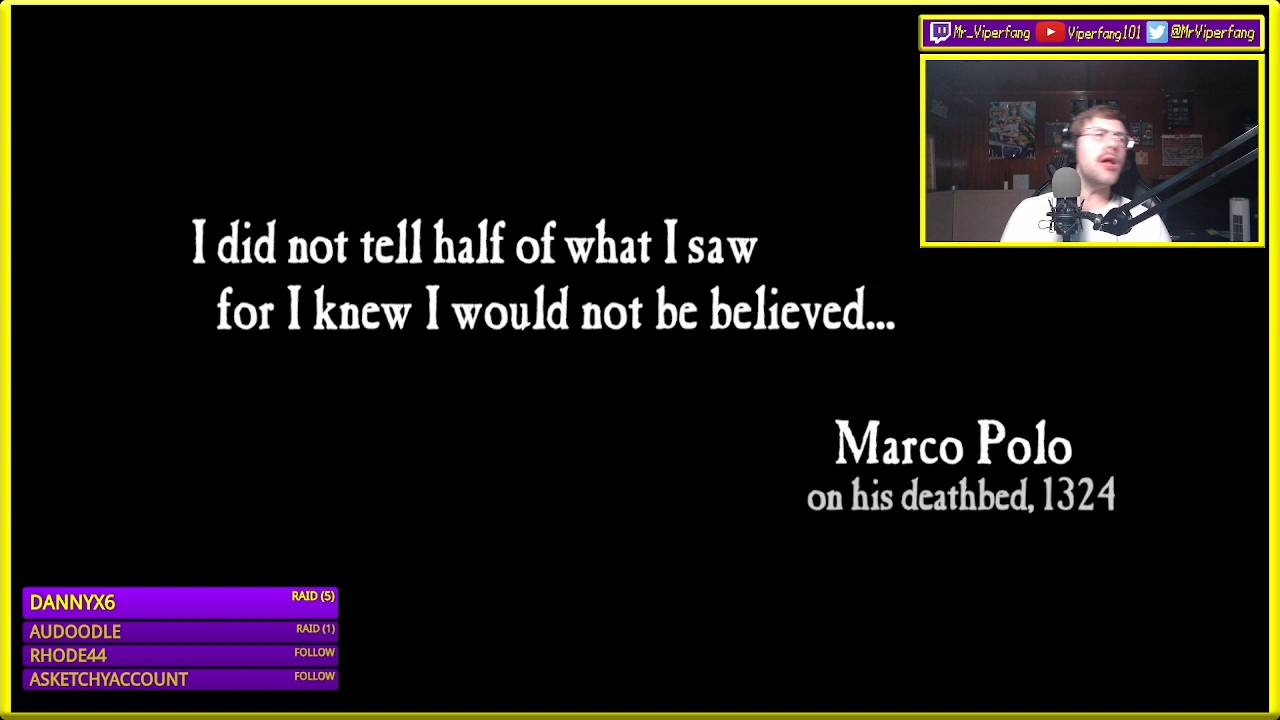 Mr_Viperfang Viperfang101 @MrViperfang
I did not tell half of what I saw
for I knew I would not be believed...
Marco Polo
on his deathbed, 1324
DANNYX6 RAID (5)
AUDOODLE RAID (1)
RHODE44 FOLLOW
ASKETCHYACCOUNT FOLLOW